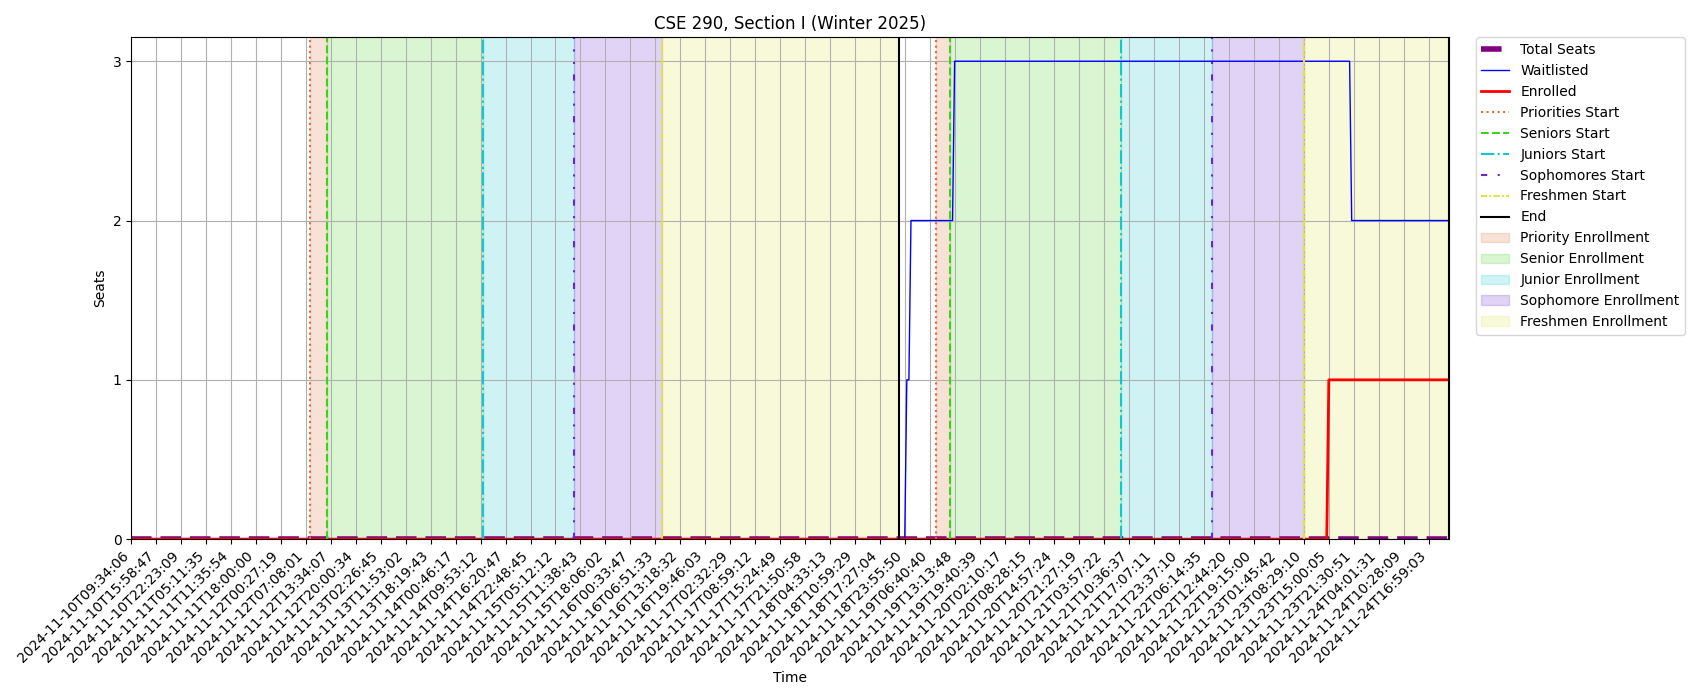 CSE 290, Section I (Winter 2025)
Seats
3
2
1
0
2024-11-10T09:34:06
2024-11-10T15:58:47
2024-11-10T22:23:09
2024-11-11T05:11:35
2024-11-11T11:35:54
2024-11-11T18:00:00
2024-11-12T00:27:19
2024-11-12T07:08:01
2024-11-12T13:34:07
2024-11-12T20:00:34
2024-11-13T03:26:45
2024-11-13T11:53:02
2024-11-13T18:19:43
2024-11-14T00:46:17
2024-11-14T09:53:12
2024-11-14T16:20:47
2024-11-14T22:48:45
2024-11-15T05:12:12
2024-11-15T11:38:43
2024-11-15T18:06:02
2024-11-16T00:33:47
2024-11-16T06:51:33
2024-11-16T13:18:32
2024-11-16T19:46:03
2024-11-17T02:32:29
2024-11-17T08:59:12
2024-11-17T15:24:49
2024-11-17T21:50:58
2024-11-18T04:33:13
2024-11-18T10:59:29
2024-11-18T17:27:04
2024-11-18T23:55:50
2024-11-19T06:40:40
2024-11-19T13:13:48
2024-11-19T19:40:39
2024-11-20T02:10:17
2024-11-20T08:28:15
2024-11-20T14:57:24
2024-11-20T21:27:19
2024-11-21T03:57:22
2024-11-21T10:36:37
2024-11-21T17:07:11
2024-11-21T23:37:10
2024-11-22T06:14:35
2024-11-22T12:44:20
2024-11-22T19:15:00
2024-11-23T01:45:42
2024-11-23T08:29:10
2024-11-23T15:00:05
2024-11-23T21:30:51
2024-11-24T04:01:31
2024-11-24T10:28:09
2024-11-24T16:59:03
Time
Total Seats
Waitlisted
Enrolled
Priorities Start
Seniors Start
Juniors Start
Sophomores Start
Freshmen Start
End
Priority Enrollment
Senior Enrollment
Junior Enrollment
Sophomore Enrollment
Freshmen Enrollment